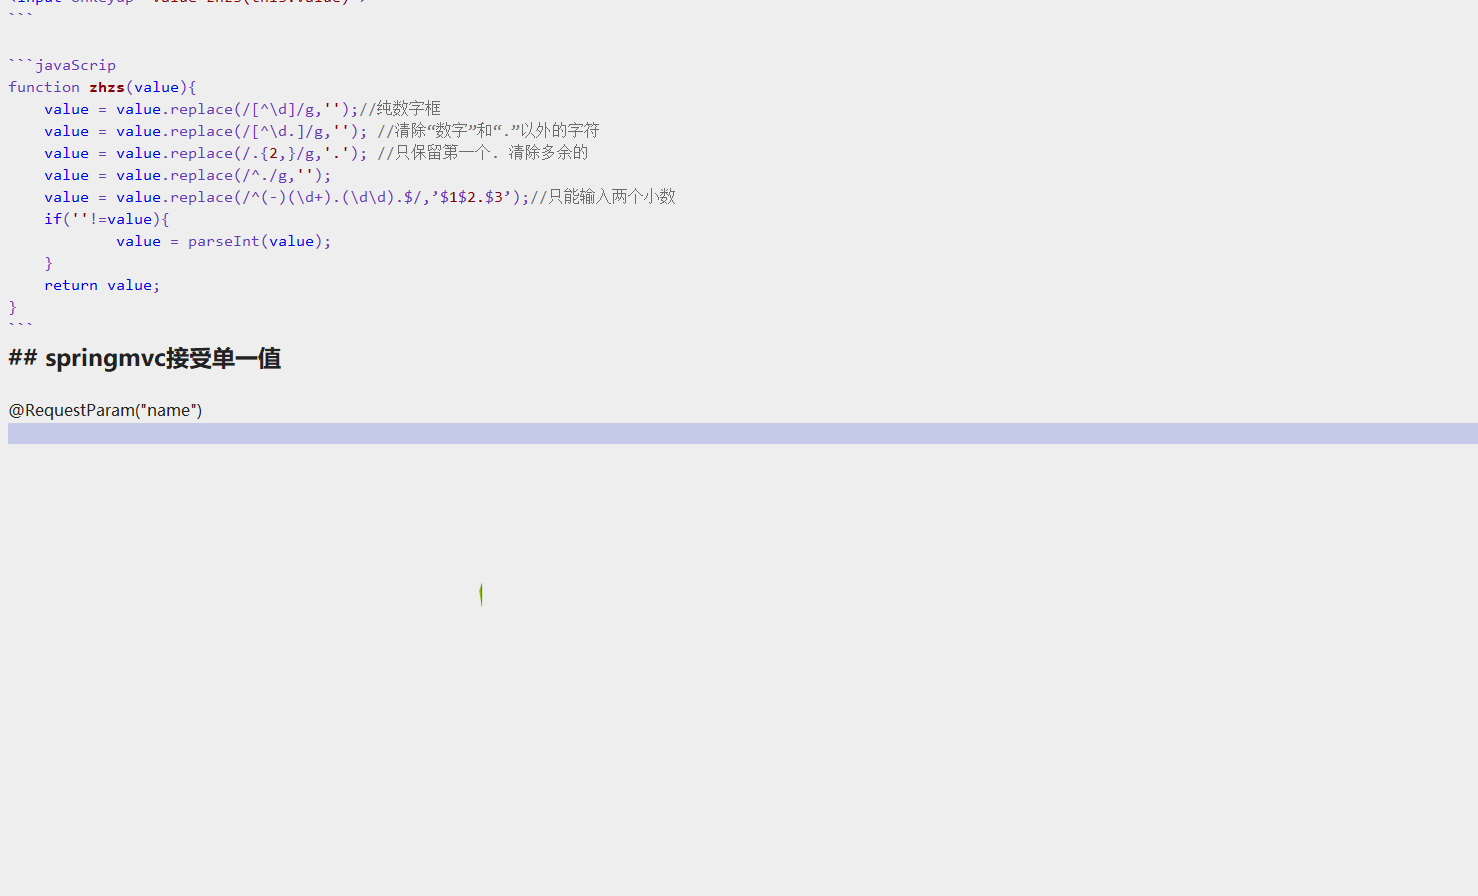 ```
```javaScrip
function zhzs(value){
value = value.replace(/[^\d]/g,'');//纯数字框
value = value.replace(/[^\d.]/g,''); //清除“数字”和“.”以外的字符
value = value.replace(/.{2,}/g,'.'); //只保留第一个. 清除多余的
value = value.replace(/^./g,'');
value = value.replace(/^(-)(\d+).(\d\d).$/,’$1$2.$3’);//只能输入两个小数
if(''!=value){
value = parseInt(value);
}
return value;
}
```
## springmvc接受单一值
@RequestParam("name")